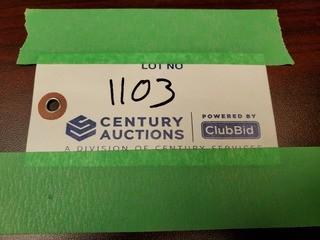 LOT NO
1103
CENTURY AUCTIONS POWERED BY ClubBid
A DIVISION OF CENTURY SERVICES